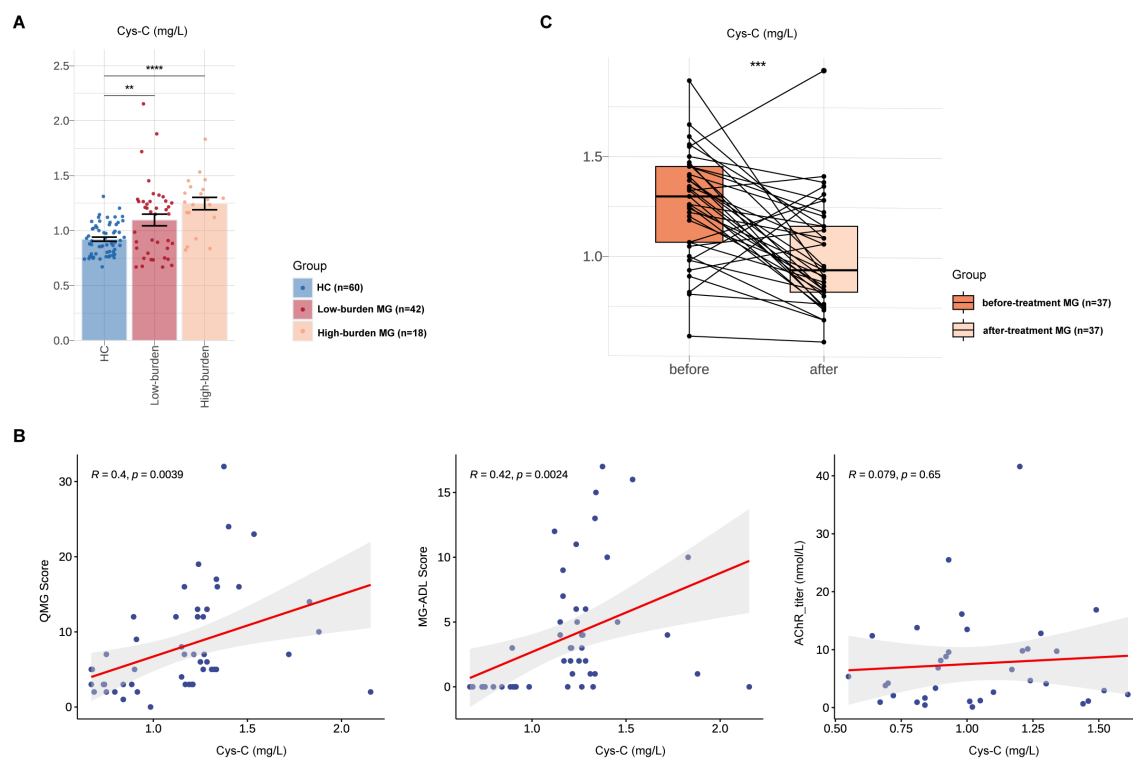 A
Cys-C (mg/L)
2.5
2.0
1.5
1.0
0.5
0.0
****
**
HC
Low-burden
High-burden
Group
HC (n=60)
Low-burden MG (n=42)
High-burden MG (n=18)
C
Cys-C (mg/L)
***
1.5
1.0
before
after
Group
before-treatment MG (n=37)
after-treatment MG (n=37)
B
R = 0.4, p = 0.0039
QMG Score
30
20
10
0
1.0
1.5
2.0
Cys-C (mg/L)
R = 0.42, p = 0.0024
MG-ADL Score
15
10
5
0
1.0
1.5
2.0
Cys-C (mg/L)
R = 0.079, p = 0.65
AChR_titer (nmol/L)
40
30
20
10
0
0.50
0.75
1.00
1.25
1.50
Cys-C (mg/L)